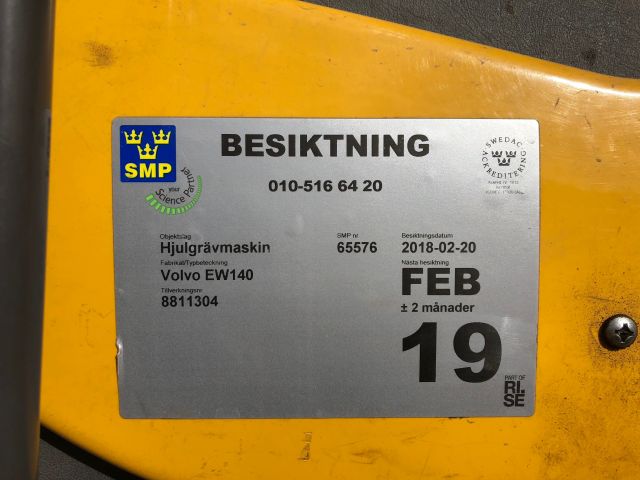 BESIKTNING
SMP
your
Science Partner
SWEDAC
ACKREDITERING
010-516 64 20
Objektslag
Hjulgrävmaskin
SMP nr
65576
Besiktningsdatum
2018-02-20
Fabrikat/Typbeteckning
Volvo EW140
Nästa besiktning
FEB
Tillverkningsnr
8811304
± 2 månader
19
PART OF
RI.
SE